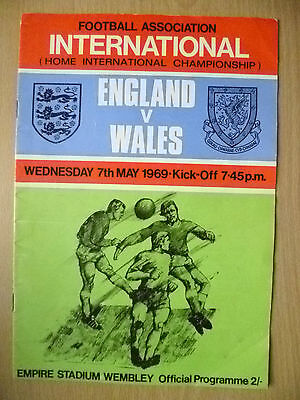 FOOTBALL ASSOCIATION
INTERNATIONAL
(HOME INTERNATIONAL CHAMPIONSHIP)
ENGLAND
v
WALES
WEDNESDAY 7th MAY 1969 · Kick-Off 7·45 p.m.
EMPIRE STADIUM WEMBLEY Official Programme 2/-